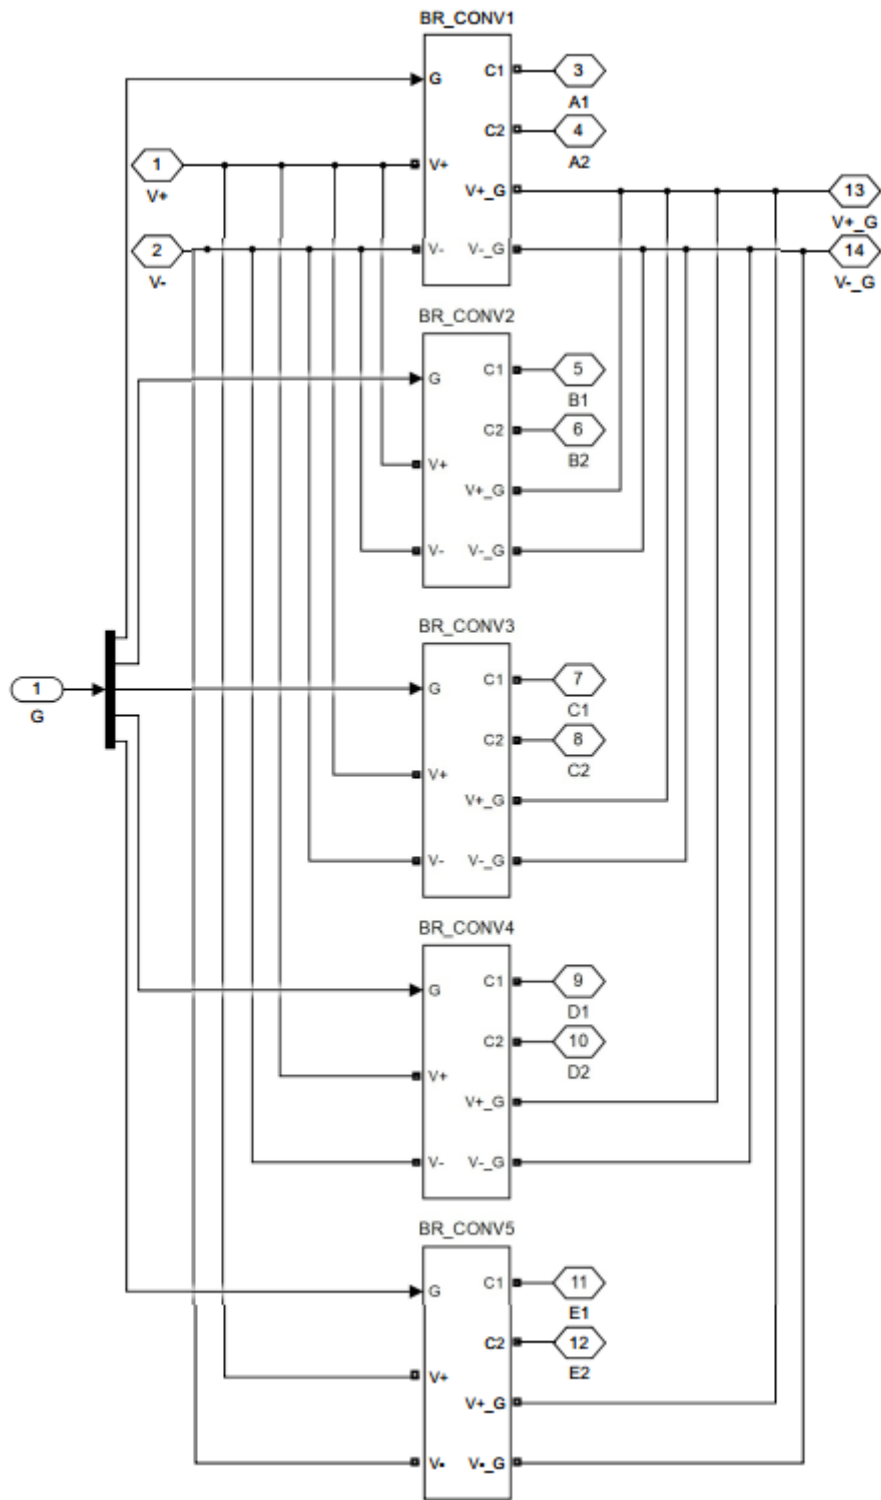 BR_CONV1
G
C1
3
A1
C2
4
A2
1
V+
V+
V+_G
13
V+_G
2
V-
V-
V-_G
14
V-_G
BR_CONV2
G
C1
5
B1
C2
6
B2
V+
V+_G
V-
V-_G
BR_CONV3
1
G
G
C1
7
C1
C2
8
C2
V+
V+_G
V-
V-_G
BR_CONV4
G
C1
9
D1
C2
10
D2
V+
V+_G
V-
V-_G
BR_CONV5
G
C1
11
E1
C2
12
E2
V+
V+_G
V-
V-_G